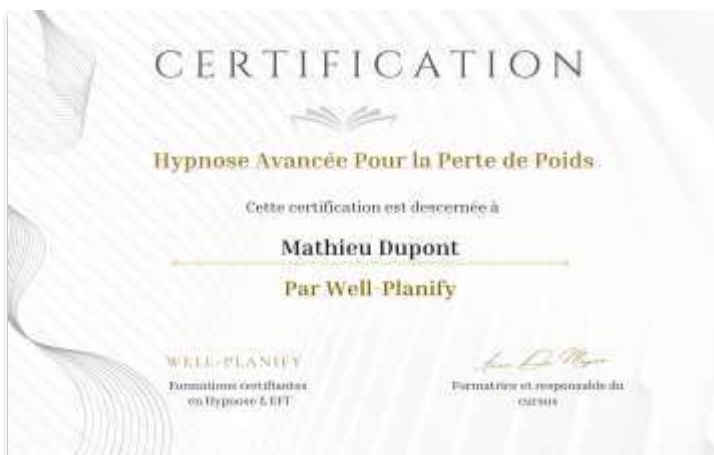 CERTIFICATION
Hypnose Avancée Pour la Perte de Poids
Cette certification est descernée à
Mathieu Dupont
Par Well-Planify
WELL-PLANIFY
Formations certifiantes
en Hypnose & EFT
Formatrice et responsable du
cursus